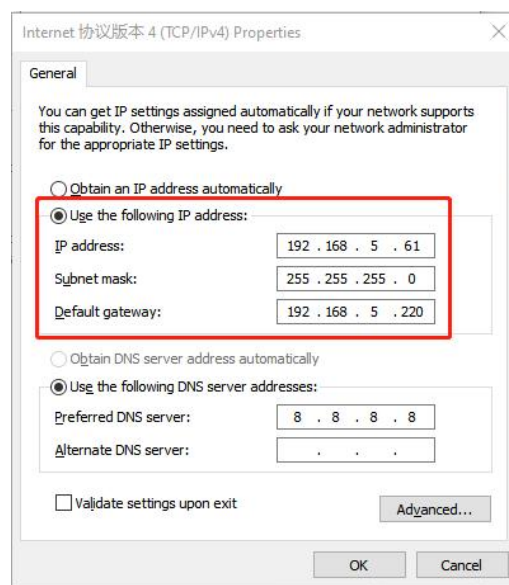 Internet 协议版本 4 (TCP/IPv4) Properties
General
You can get IP settings assigned automatically if your network supports
this capability. Otherwise, you need to ask your network administrator
for the appropriate IP settings.
Obtain an IP address automatically
Use the following IP address:
IP address: 192 . 168 . 5 . 61
Subnet mask: 255 . 255 . 255 . 0
Default gateway: 192 . 168 . 5 . 220
Obtain DNS server address automatically
Use the following DNS server addresses:
Preferred DNS server: 8 . 8 . 8 . 8
Alternate DNS server: . . .
Validate settings upon exit
Advanced...
OK Cancel